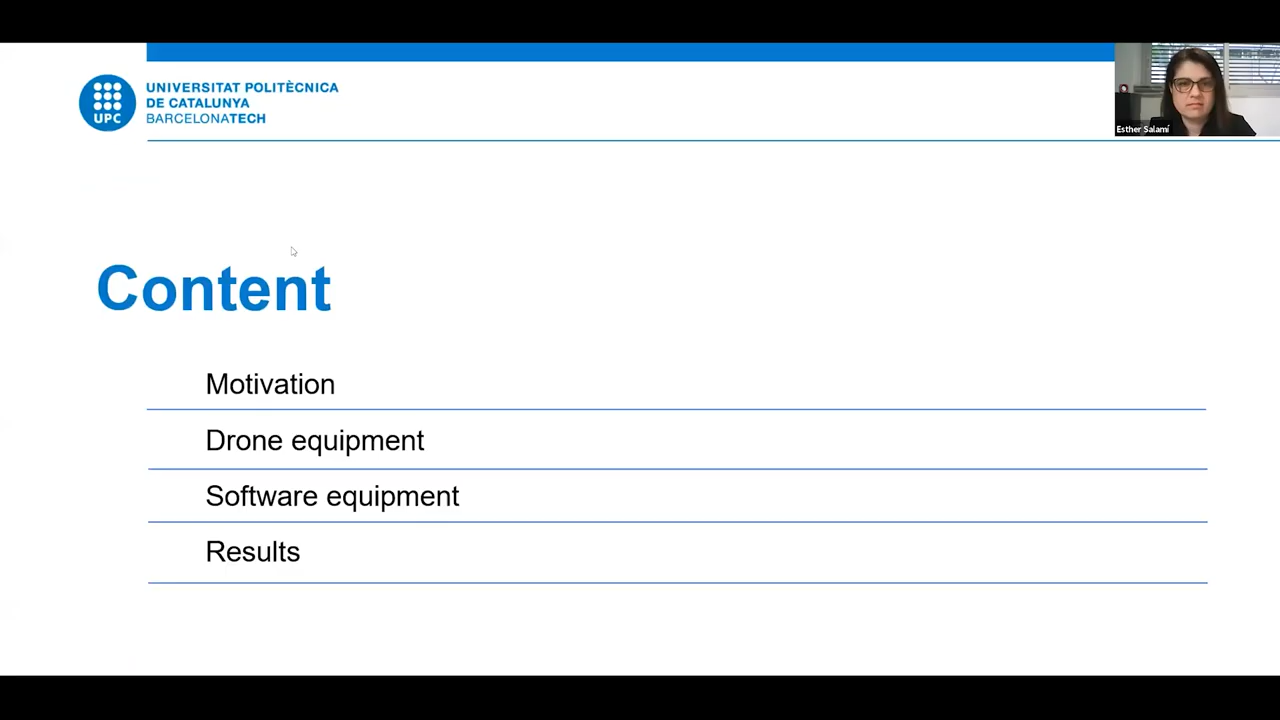 UNIVERSITAT POLITÈCNICA
DE CATALUNYA
BARCELONATECH
UPC
Esther Salamí
Content
Motivation
Drone equipment
Software equipment
Results